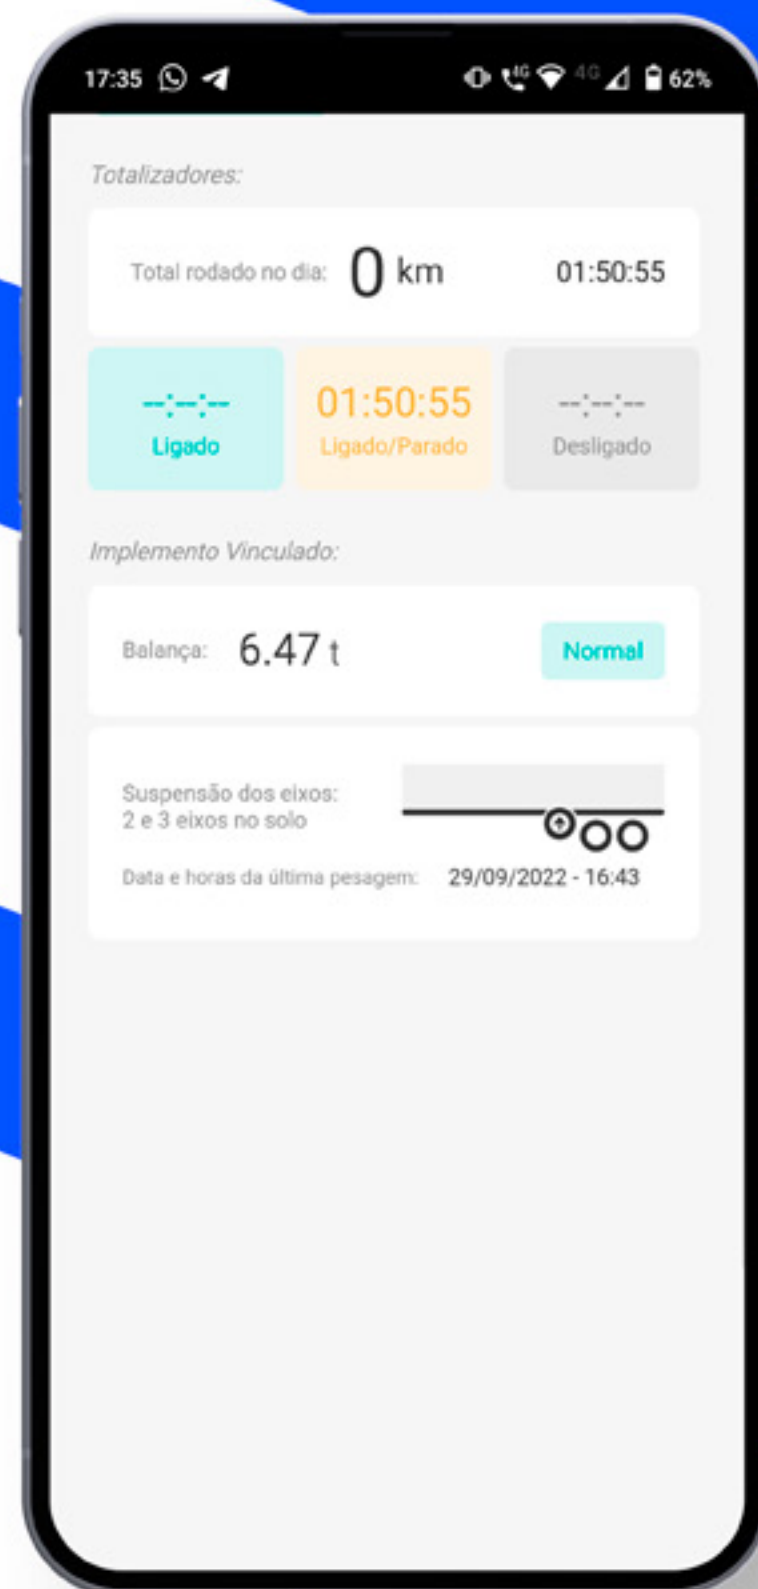 17:35 4G 4G 62%
Totalizadores:
Total rodado no dia: 0 km 01:50:55
--:--:-- 01:50:55 --:--:--
Ligado Ligado/Parado Desligado
Implemento Vinculado:
Balança: 6.47 t Normal
Suspensão dos eixos:
2 e 3 eixos no solo
Data e horas da última pesagem: 29/09/2022 - 16:43